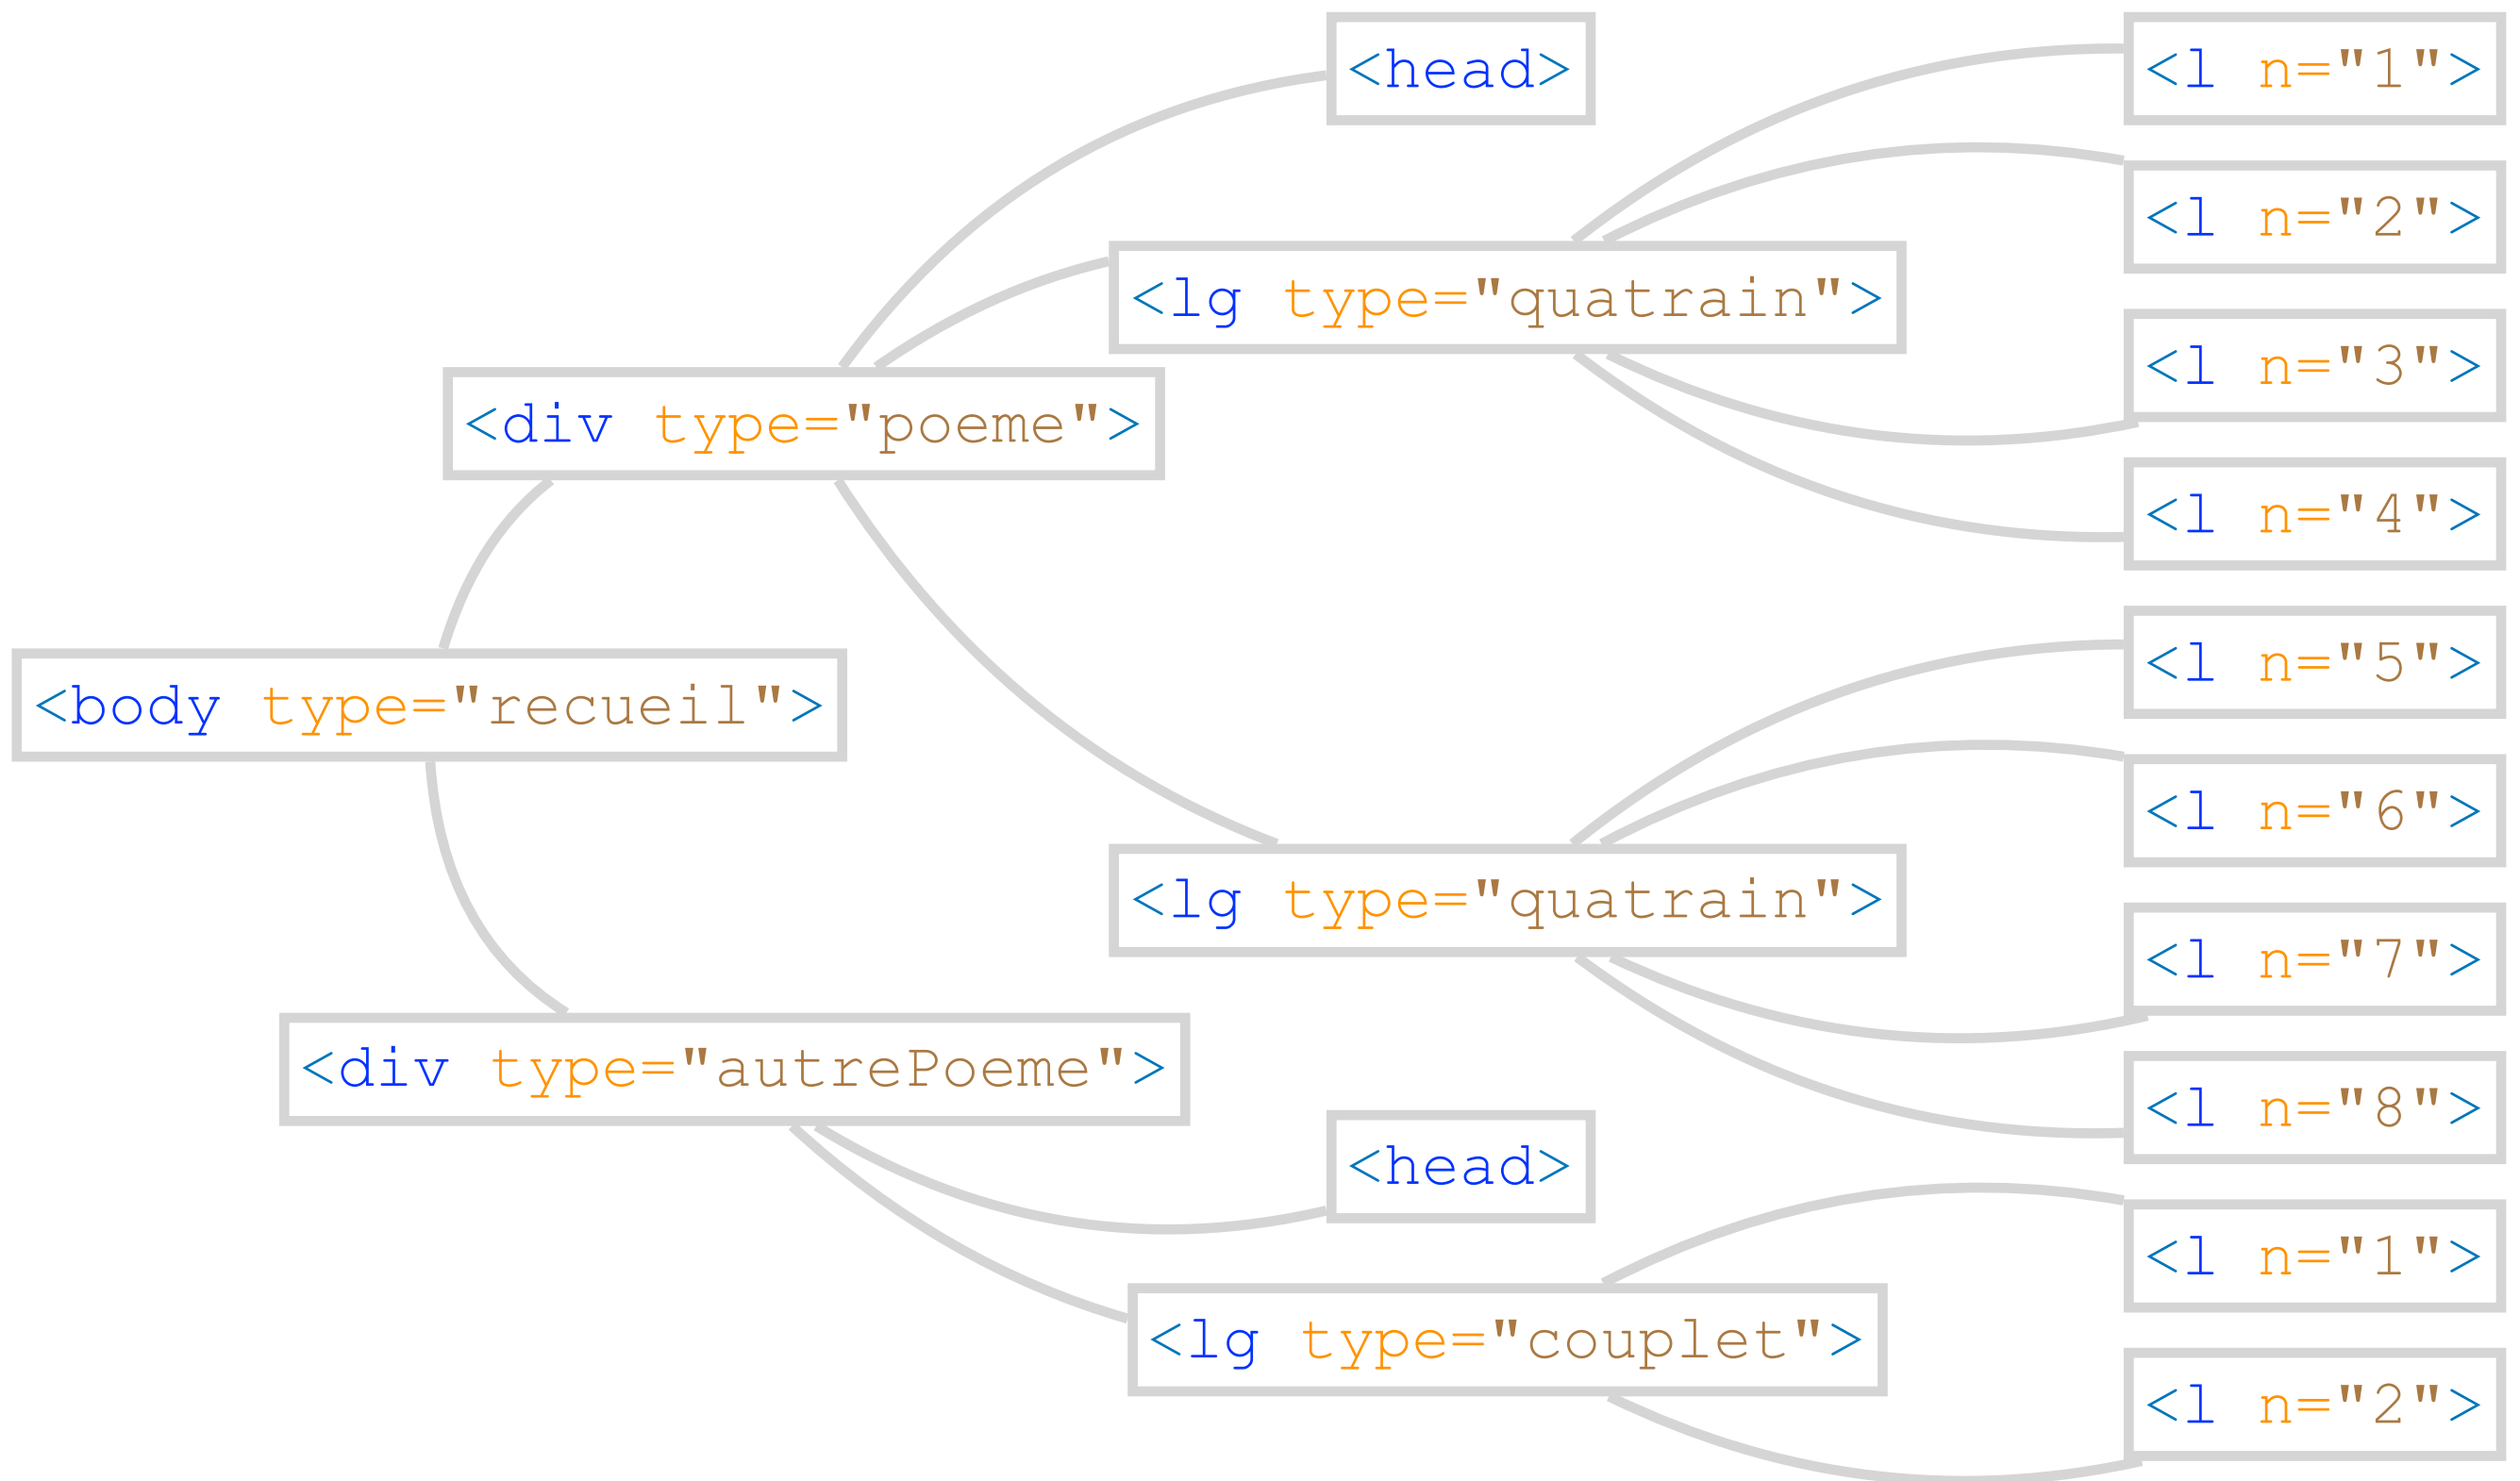 <head>
<l n="1">
<l n="2">
<lg type="quatrain">
<l n="3">
<div type="poeme">
<l n="4">
<l n="5">
<body type="recueil">
<l n="6">
<lg type="quatrain">
<l n="7">
<div type="autrePoeme">
<l n="8">
<head>
<l n="1">
<lg type="couplet">
<l n="2">